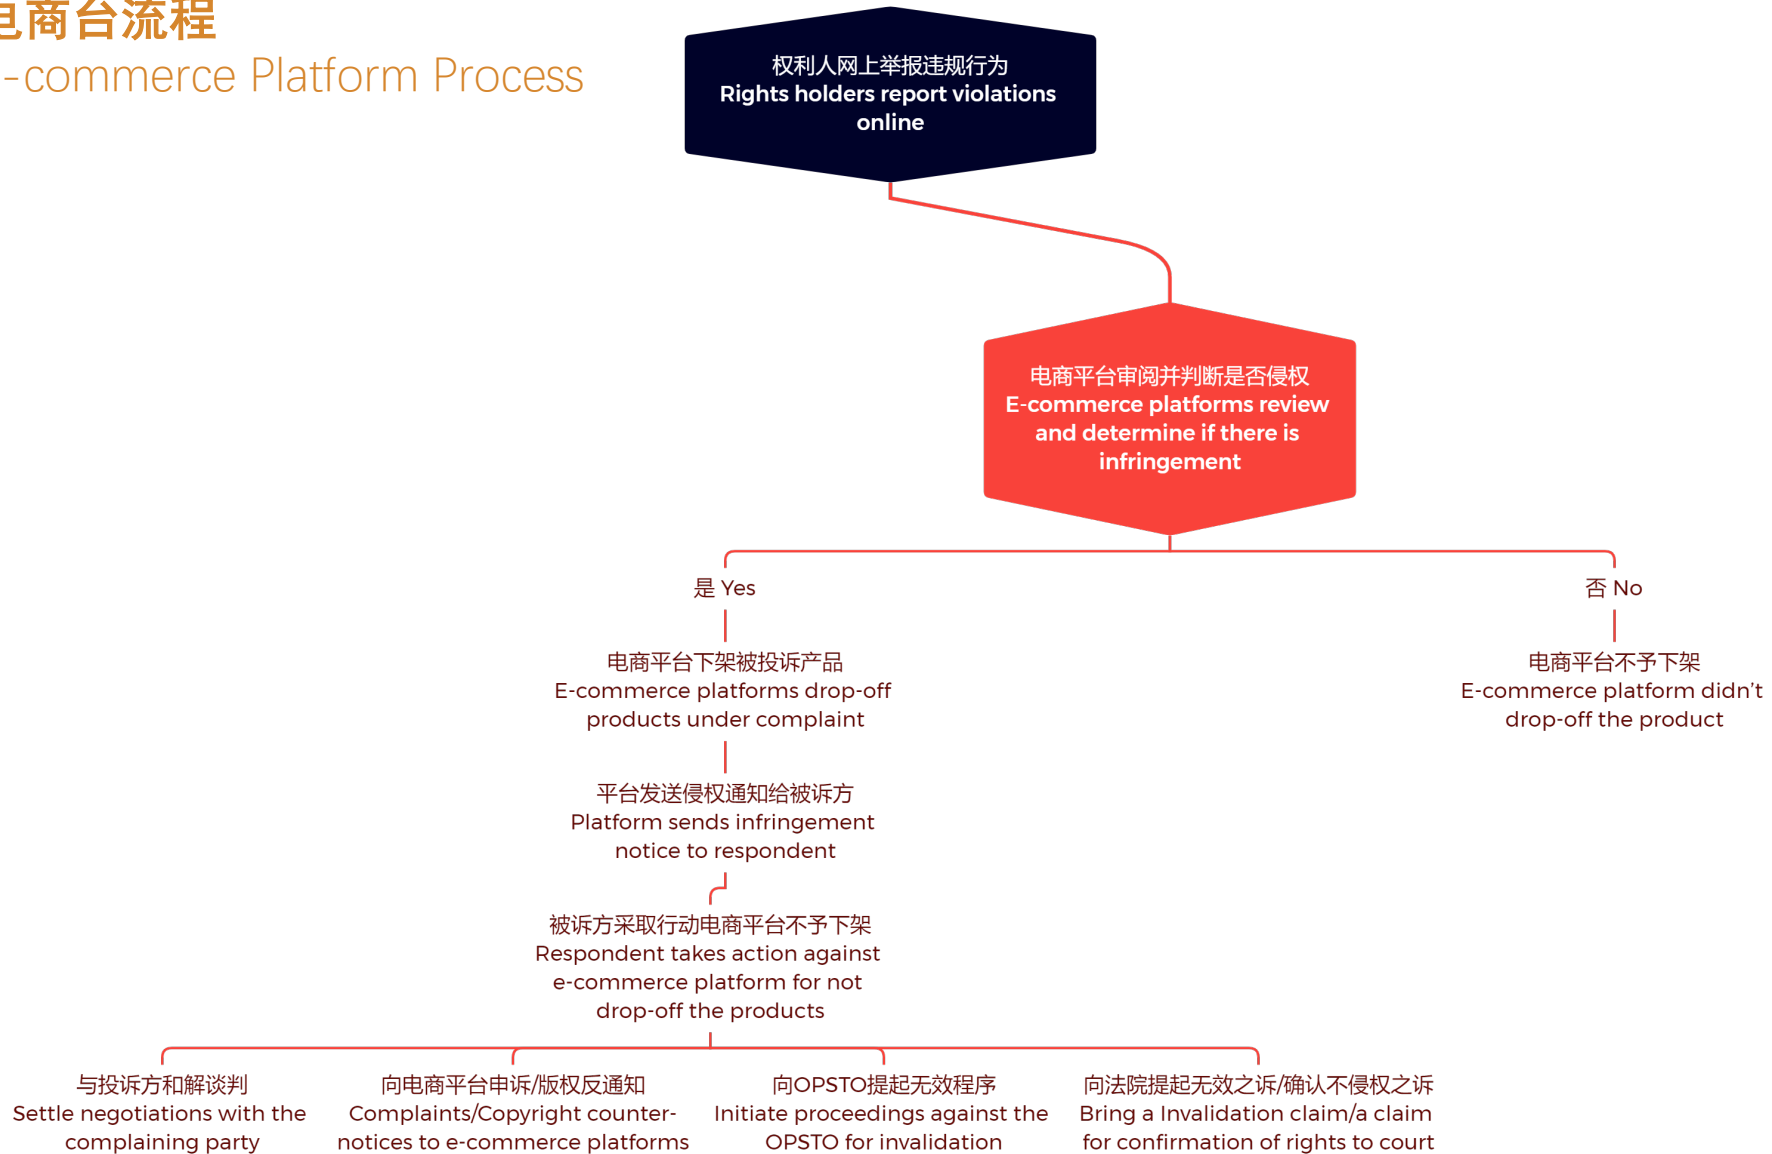 电商台流程
-commerce Platform Process
权利人网上举报违规行为
Rights holders report violations
online
电商平台审阅并判断是否侵权
E-commerce platforms review
and determine if there is
infringement
是 Yes
否 No
电商平台下架被投诉产品
E-commerce platforms drop-off
products under complaint
电商平台不予下架
E-commerce platform didn't
drop-off the product
平台发送侵权通知给被诉方
Platform sends infringement
notice to respondent
被诉方采取行动电商平台不予下架
Respondent takes action against
e-commerce platform for not
drop-off the products
与投诉方和解谈判
Settle negotiations with the
complaining party
向电商平台申诉/版权反通知
Complaints/Copyright counter-
notices to e-commerce platforms
向OPSTO提起无效程序
Initiate proceedings against the
OPSTO for invalidation
向法院提起无效之诉/确认不侵权之诉
Bring a Invalidation claim/a claim
for confirmation of rights to court